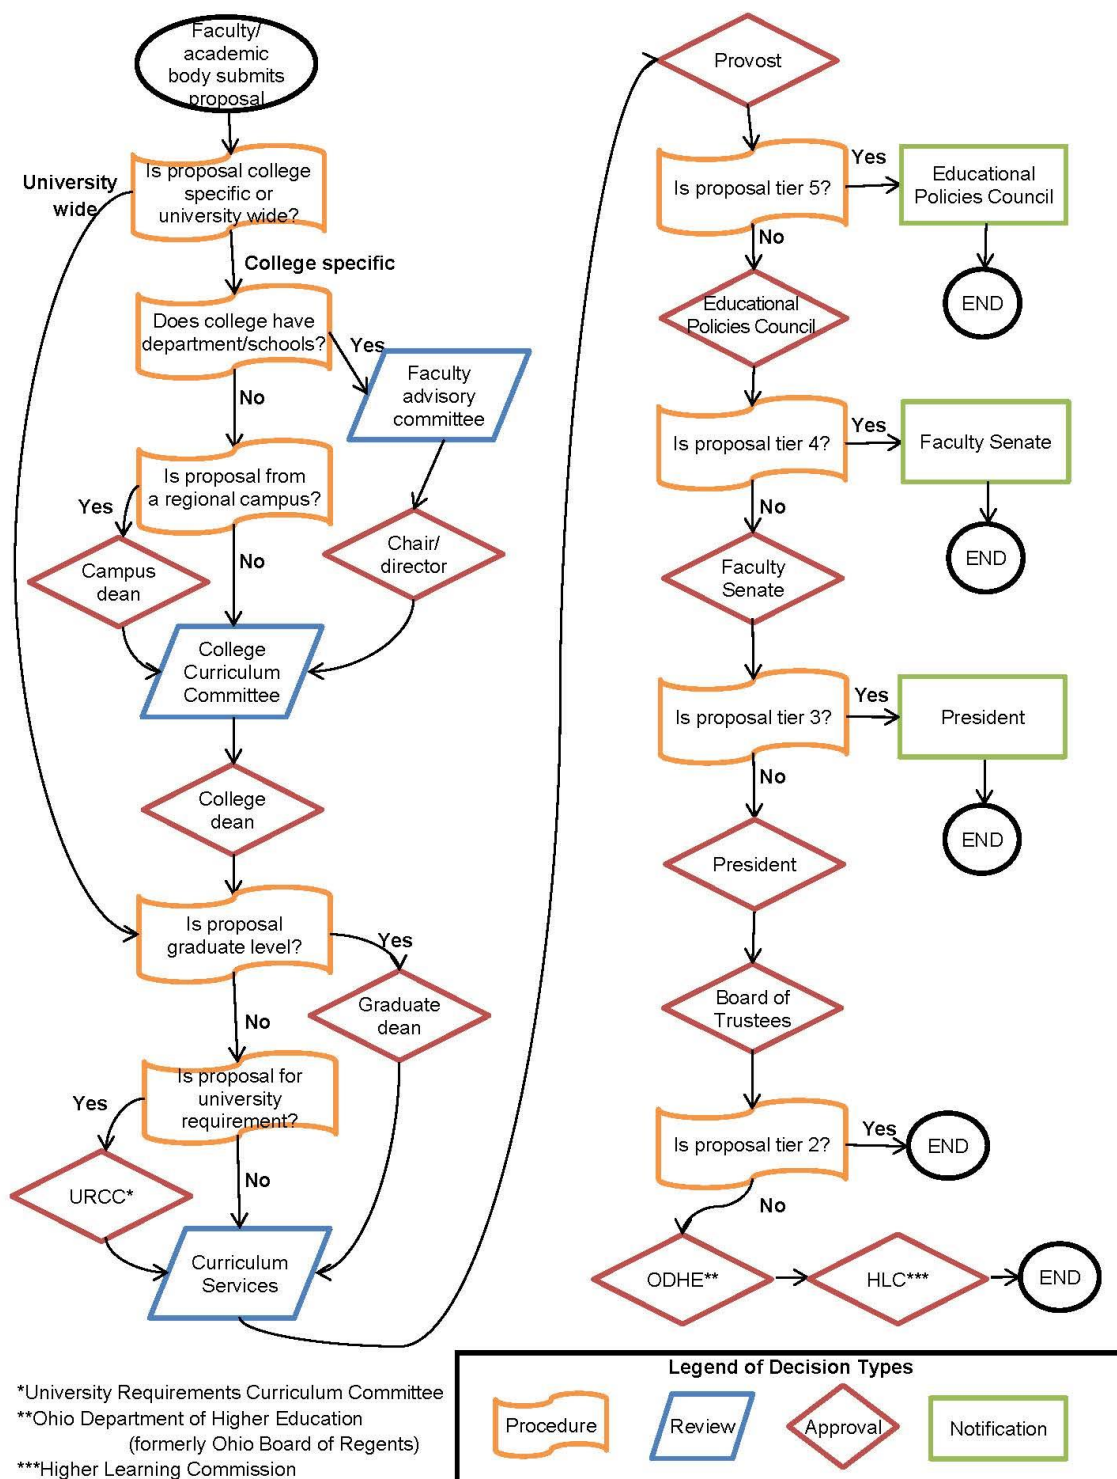 Faculty/
academic
body submits
proposal
Is proposal college
specific or
university wide?
University
wide
College specific
Does college have
department/schools?
Yes
Faculty
advisory
committee
No
Is proposal from
a regional campus?
Yes
Campus
dean
No
Chair/
director
College
Curriculum
Committee
College
dean
Is proposal
graduate level?
Yes
Graduate
dean
No
Is proposal for
university
requirement?
Yes
URCC*
No
Curriculum
Services
Provost
Is proposal tier 5?
Yes
Educational
Policies Council
END
No
Educational
Policies Council
Is proposal tier 4?
Yes
Faculty Senate
END
No
Faculty
Senate
Is proposal tier 3?
Yes
President
END
No
President
Board of
Trustees
Is proposal tier 2?
Yes
END
No
ODHE**
HLC***
END
*University Requirements Curriculum Committee
**Ohio Department of Higher Education
(formerly Ohio Board of Regents)
***Higher Learning Commission
Legend of Decision Types
Procedure
Review
Approval
Notification